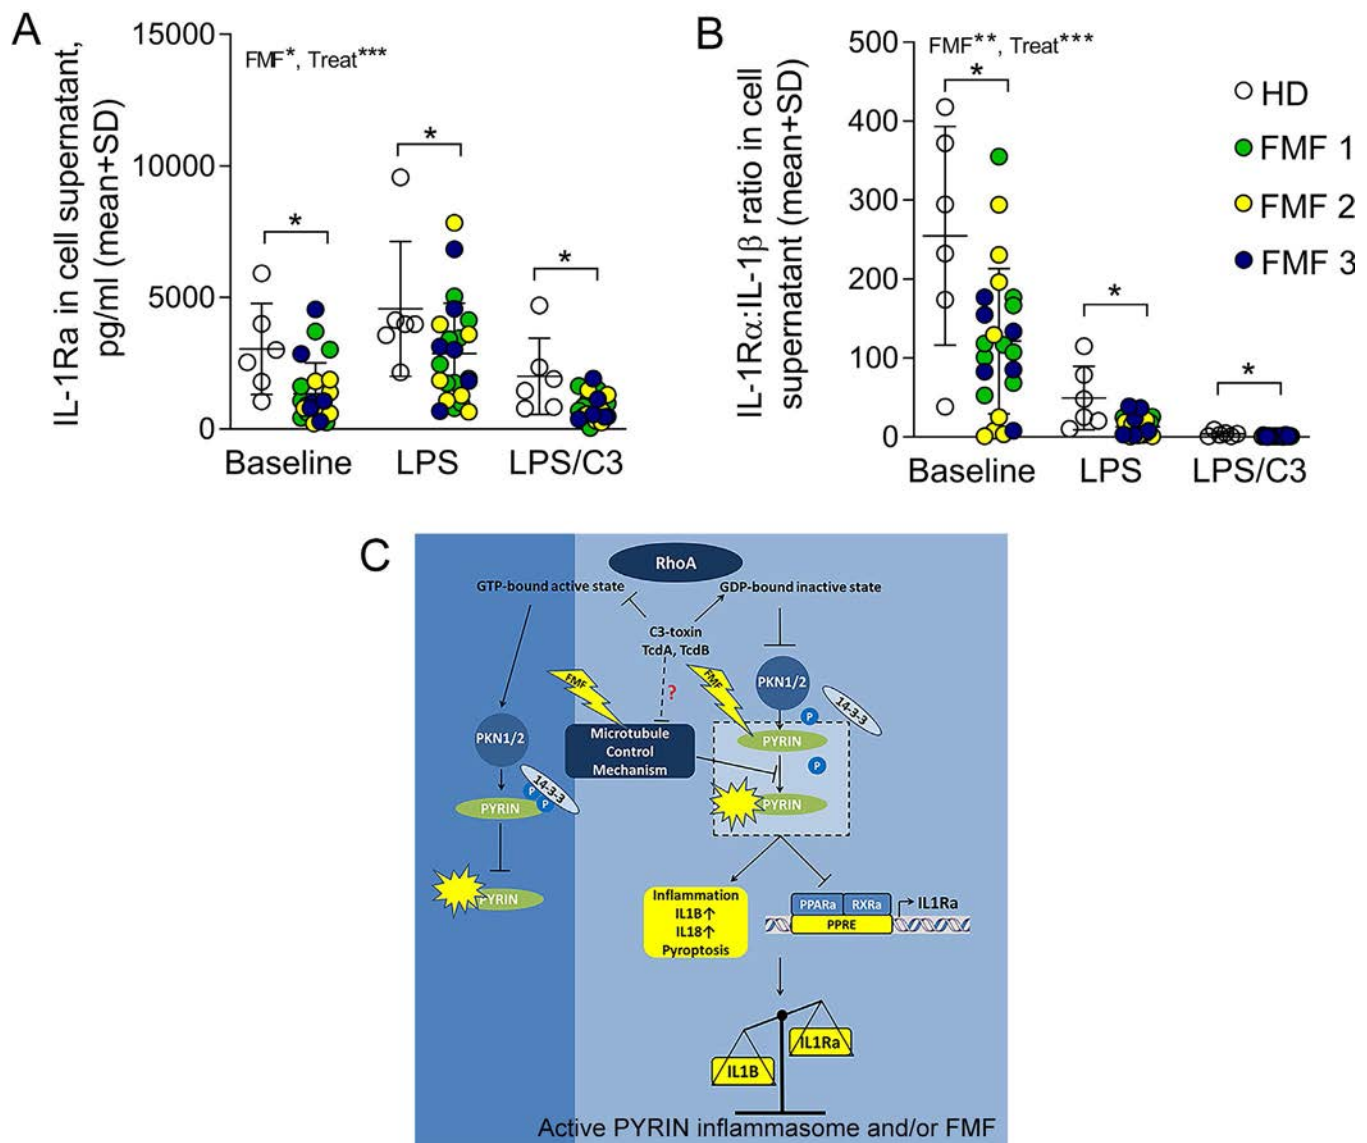 A
IL-1Ra in cell supernatant,
pg/ml (mean+SD)
15000
10000
5000
0
FMF*, Treat***
*
*
*
Baseline
LPS
LPS/C3
B
IL-1Rα:IL-1β ratio in cell
supernatant (mean+SD)
500
400
300
200
100
0
FMF**, Treat***
*
*
*
Baseline
LPS
LPS/C3
HD
FMF 1
FMF 2
FMF 3
C
RhoA
GTP-bound active state
GDP-bound inactive state
C3-toxin
TcdA, TcdB
FMF
?
FMF
PKN1/2
14-3-3
P
PKN1/2
Microtubule
Control
Mechanism
PYRIN
P
14-3-3
P
P
PYRIN
PYRIN
PYRIN
Inflammation
IL1B↑
IL18↑
Pyroptosis
PPARa
RXRa
IL1Ra
PPRE
IL1Ra
IL1B
Active PYRIN inflammasome and/or FMF